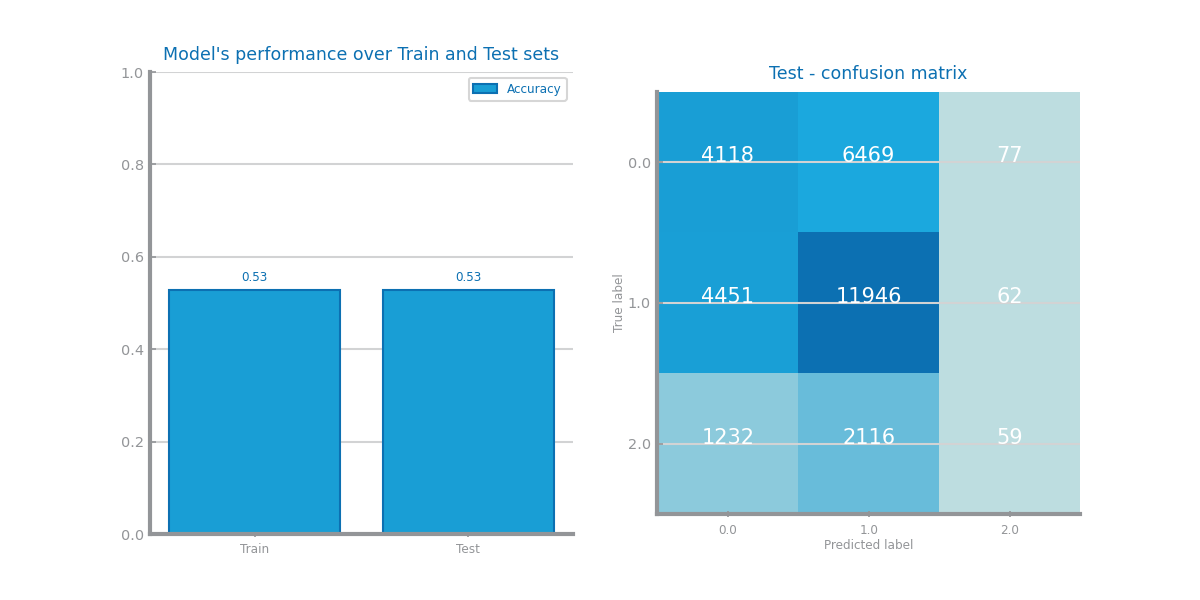 Model's performance over Train and Test sets
1.0
0.8
0.6
0.4
0.2
0.0
Accuracy
0.53
0.53
Train
Test
Test - confusion matrix
True label
0.0
4118 6469 77
1.0
4451 11946 62
2.0
1232 2116 59
0.0 1.0 2.0
Predicted label